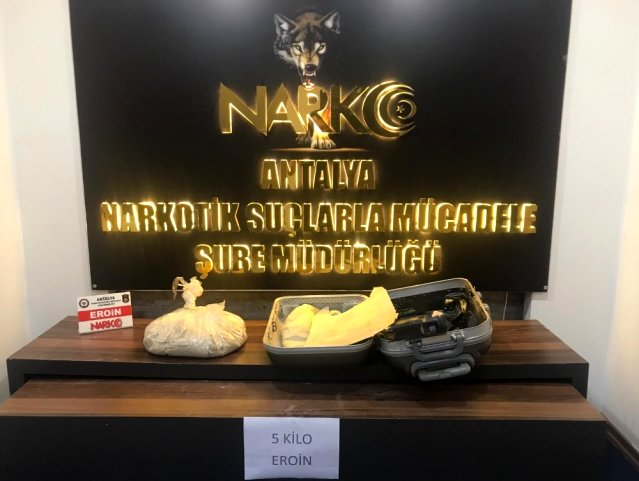 NARKO
ANTALYA
NARKOTİK SUÇLARLA MÜCADELE
ŞUBE MÜDÜRLÜĞÜ
ANTALYA
EROİN
NARKO
5 KİLO
EROİN